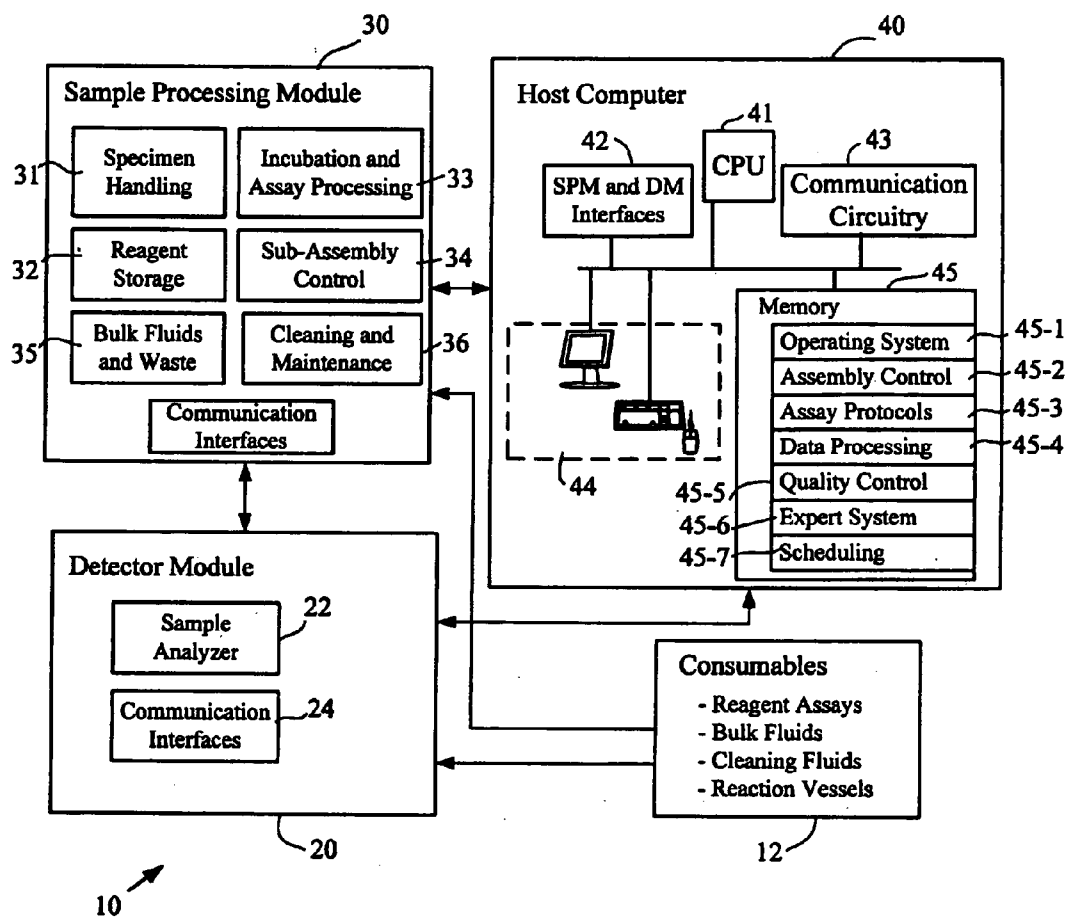 30
40
Sample Processing Module
Host Computer
31
Specimen
Handling
Incubation and
Assay Processing
33
32
Reagent
Storage
Sub-Assembly
Control
34
35
Bulk Fluids
and Waste
Cleaning and
Maintenance
36
Communication
Interfaces
41
CPU
42
SPM and DM
Interfaces
43
Communication
Circuitry
44
45
Memory
Operating System
45-1
Assembly Control
45-2
Assay Protocols
45-3
Data Processing
45-4
45-5
Quality Control
45-6
Expert System
45-7
Scheduling
Detector Module
22
Sample
Analyzer
24
Communication
Interfaces
20
Consumables
- Reagent Assays
- Bulk Fluids
- Cleaning Fluids
- Reaction Vessels
12
10